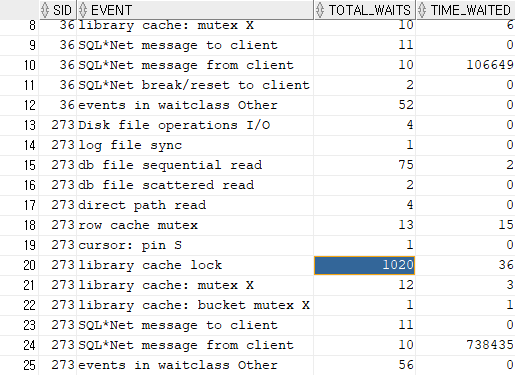 SID EVENT TOTAL_WAITS TIME_WAITED
8 36 library cache: mutex X 10 6
9 36 SQL*Net message to client 11 0
10 36 SQL*Net message from client 10 106649
11 36 SQL*Net break/reset to client 2 0
12 36 events in waitclass Other 52 0
13 273 Disk file operations I/O 4 0
14 273 log file sync 1 0
15 273 db file sequential read 75 2
16 273 db file scattered read 2 0
17 273 direct path read 4 0
18 273 row cache mutex 13 15
19 273 cursor: pin S 1 0
20 273 library cache lock 1020 36
21 273 library cache: mutex X 12 3
22 273 library cache: bucket mutex X 1 1
23 273 SQL*Net message to client 11 0
24 273 SQL*Net message from client 10 738435
25 273 events in waitclass Other 56 0